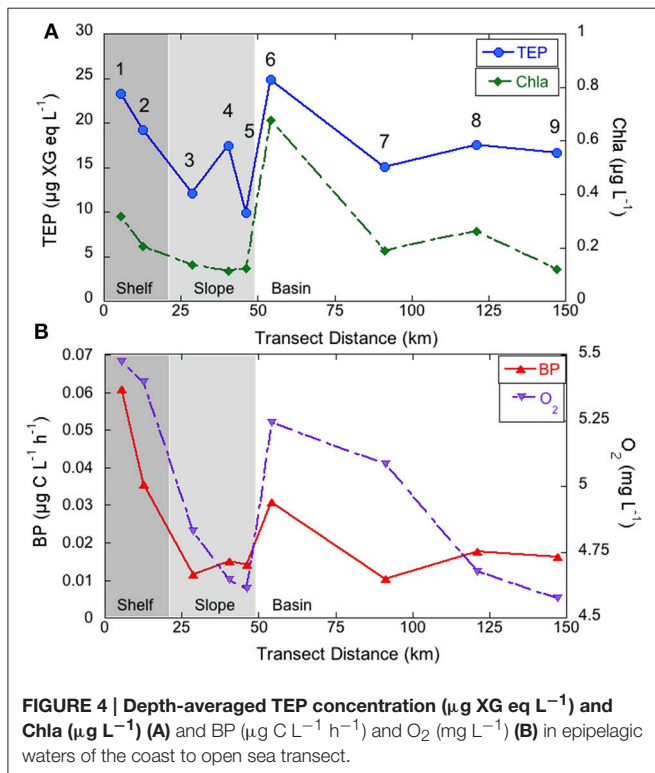 A
30
25
20
15
10
5
0
TEP (µg XG eq L⁻¹)
1
2
3
4
5
6
7
8
9
TEP
Chla
1
0.8
0.6
0.4
0.2
0
Chla (µg L⁻¹)
Shelf
Slope
Basin
0
25
50
75
100
125
150
Transect Distance (km)
B
0.07
0.06
0.05
0.04
0.03
0.02
0.01
0
BP (µg C L⁻¹ h⁻¹)
BP
O₂
5.5
5.25
5
4.75
4.5
O₂ (mg L⁻¹)
Shelf
Slope
Basin
0
25
50
75
100
125
150
Transect Distance (km)
FIGURE 4 | Depth-averaged TEP concentration (µg XG eq L⁻¹) and
Chla (µg L⁻¹) (A) and BP (µg C L⁻¹ h⁻¹) and O₂ (mg L⁻¹) (B) in epipelagic
waters of the coast to open sea transect.